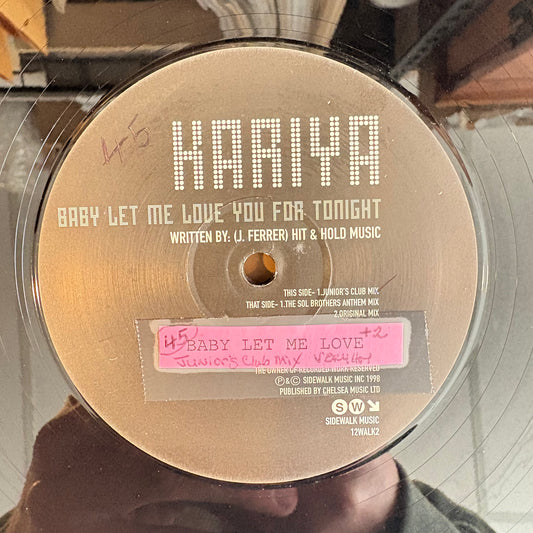 4-5
KARIYA
BABY LET ME LOVE YOU FOR TONIGHT
WRITTEN BY: (J. FERRER) HIT & HOLD MUSIC
THIS SIDE- 1.JUNIOR'S CLUB MIX
THAT SIDE- 1.THE SOL BROTHERS ANTHEM MIX
2.ORIGINAL MIX
45 BABY LET ME LOVE +2
Junior's Club Mix
THE OWNER OF RECORDED WORK RESERVED
℗&© SIDEWALK MUSIC INC 1998
PUBLISHED BY CHELSEA MUSIC LTD
S W
SIDEWALK MUSIC
12WALK2